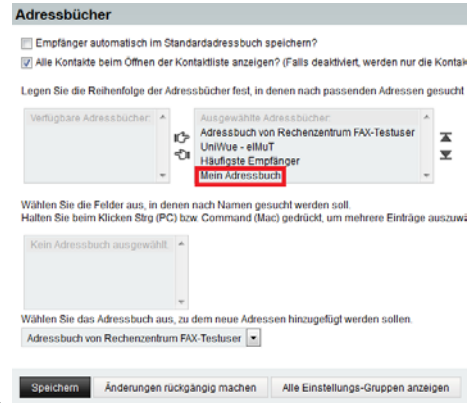 Adressbücher
Empfänger automatisch im Standardadressbuch speichern?
Alle Kontakte beim Öffnen der Kontaktliste anzeigen? (Falls deaktiviert, werden nur die Kontak
Legen Sie die Reihenfolge der Adressbücher fest, in denen nach passenden Adressen gesucht
Verfügbare Adressbücher:
Ausgewählte Adressbücher:
Adressbuch von Rechenzentrum FAX-Testuser
UniWue - elMuT
Häufigste Empfänger
Mein Adressbuch
Wählen Sie die Felder aus, in denen nach Namen gesucht werden soll.
Halten Sie beim Klicken Strg (PC) bzw. Command (Mac) gedrückt, um mehrere Einträge auszuwä
Kein Adressbuch ausgewählt
Wählen Sie das Adressbuch aus, zu dem neue Adressen hinzugefügt werden sollen.
Adressbuch von Rechenzentrum FAX-Testuser
Speichern Änderungen rückgängig machen Alle Einstellungs-Gruppen anzeigen